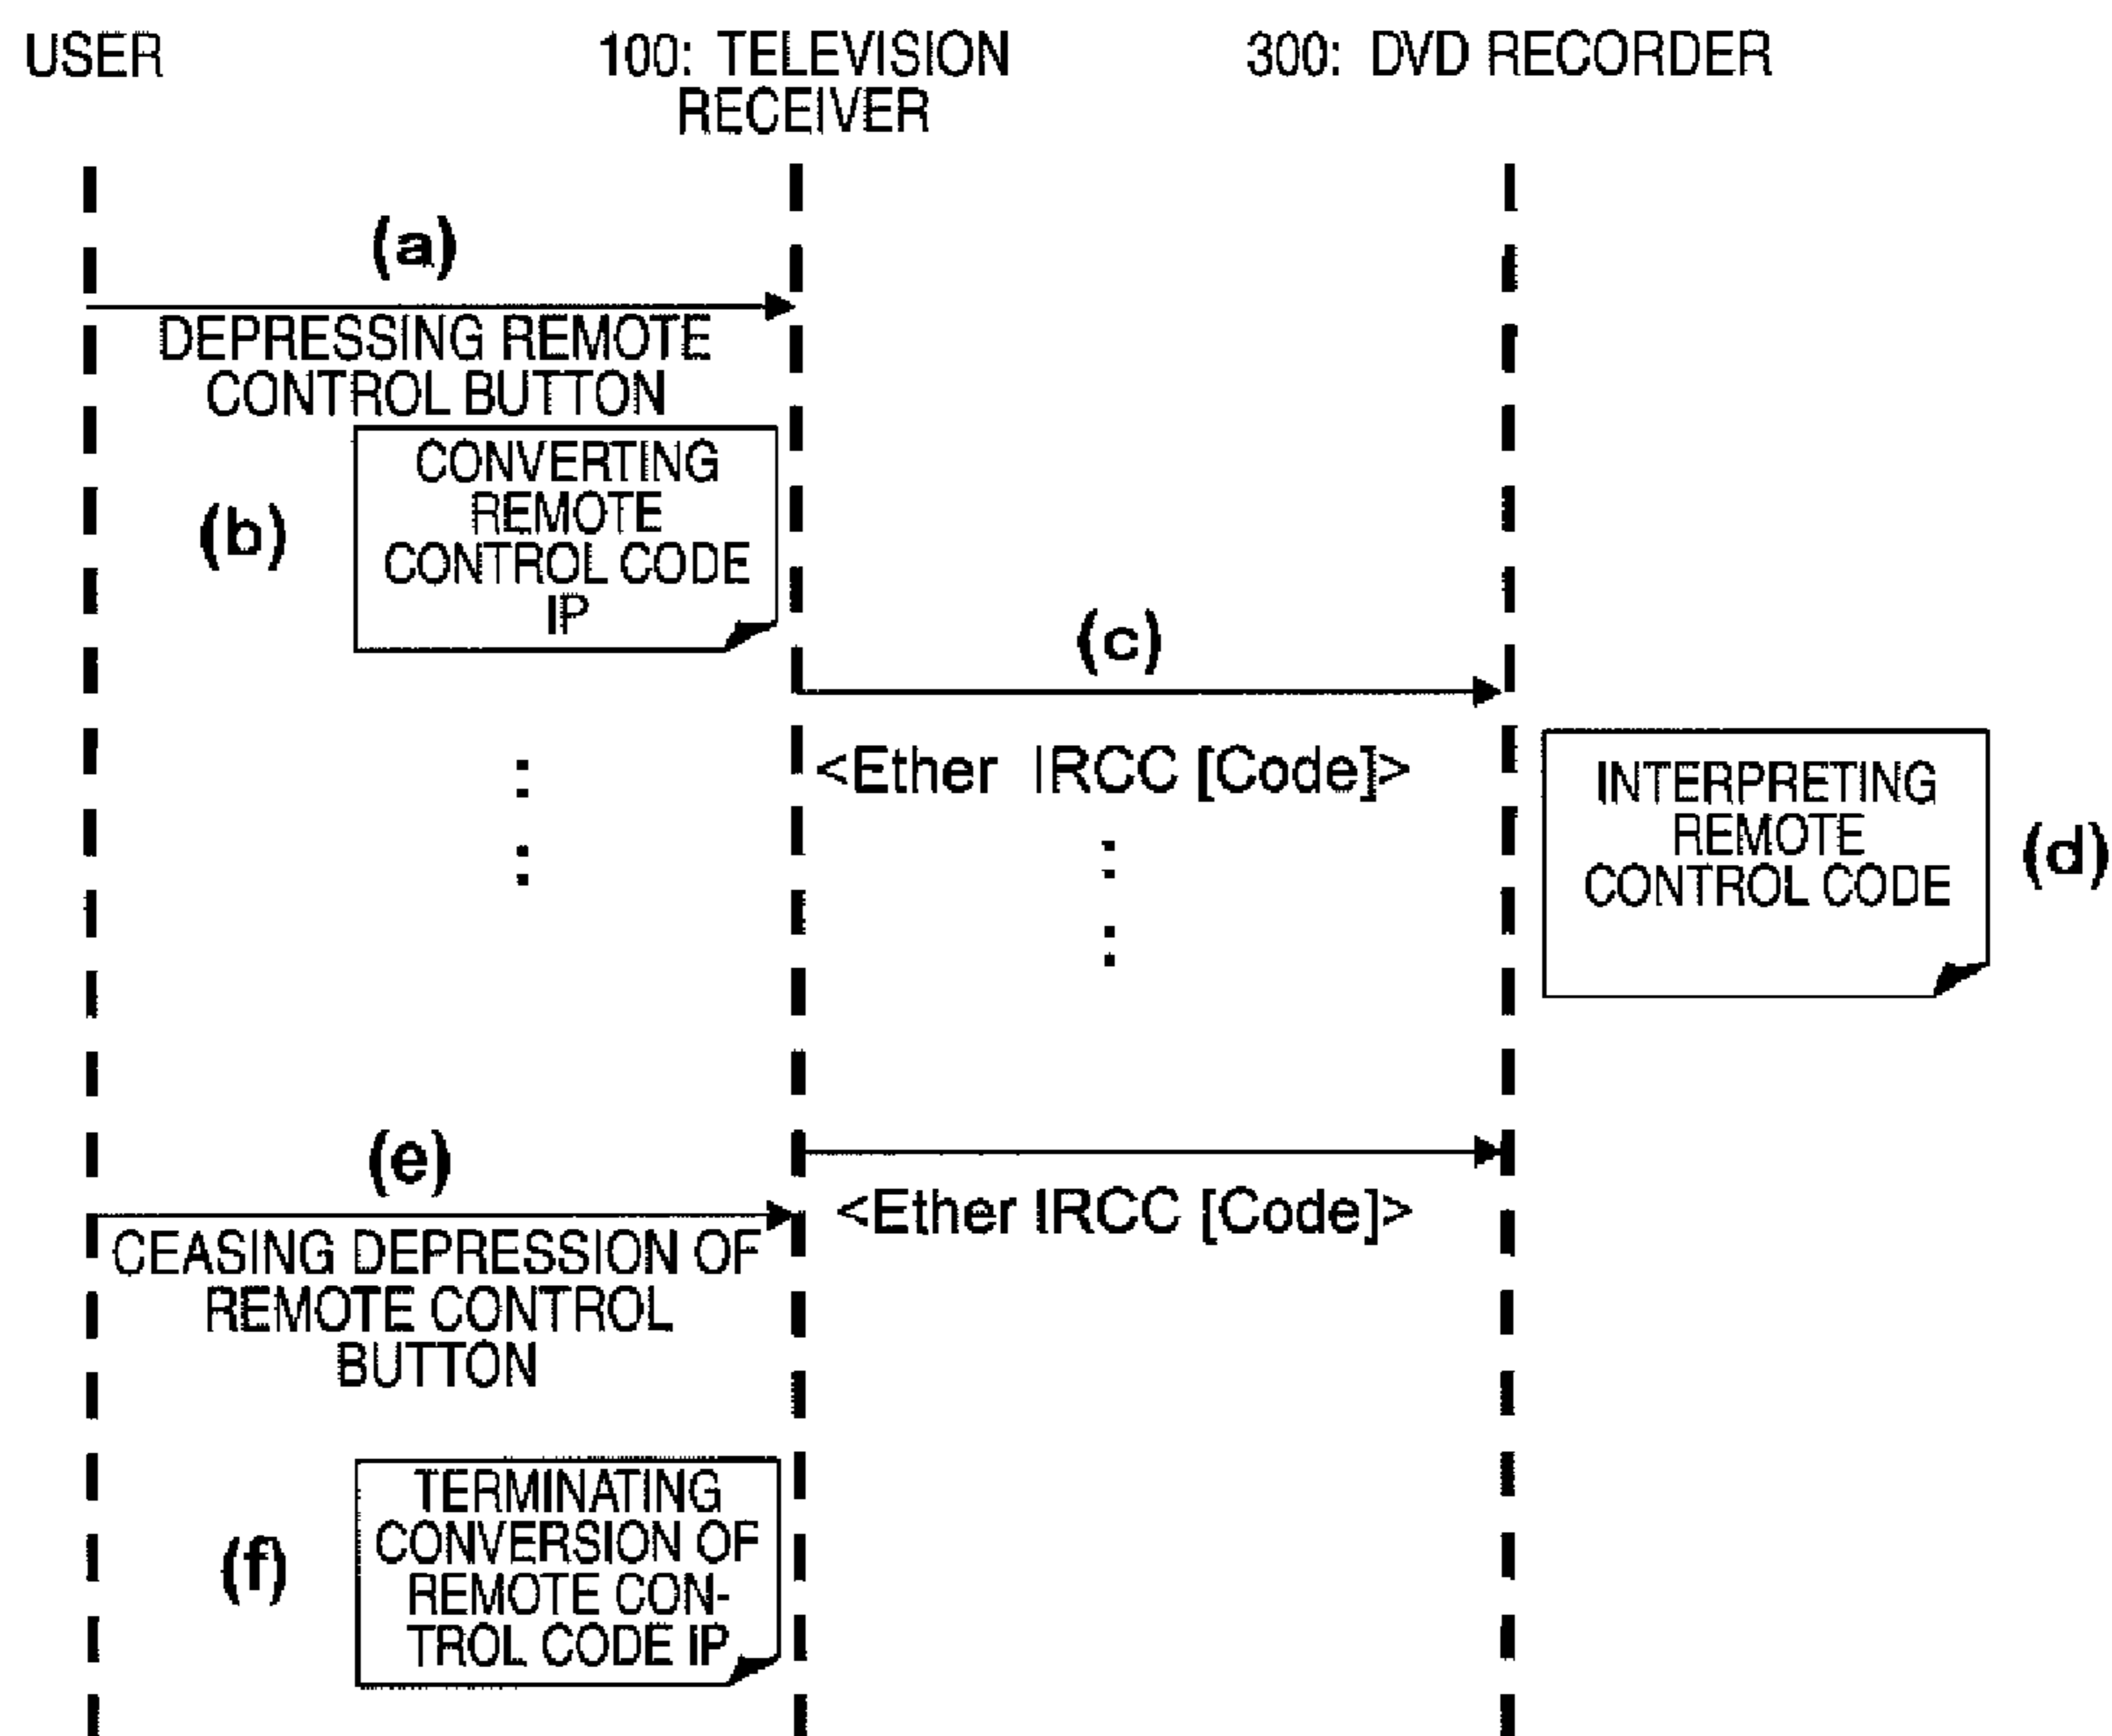 USER
100: TELEVISION
RECEIVER
300: DVD RECORDER
(a)
DEPRESSING REMOTE
CONTROL BUTTON
(b)
CONVERTING
REMOTE
CONTROL CODE
IP
(c)
<Ether IRCC [Code]>
INTERPRETING
REMOTE
CONTROL CODE
(d)
(e)
CEASING DEPRESSION OF
REMOTE CONTROL
BUTTON
<Ether IRCC [Code]>
(f)
TERMINATING
CONVERSION OF
REMOTE CON-
TROL CODE IP